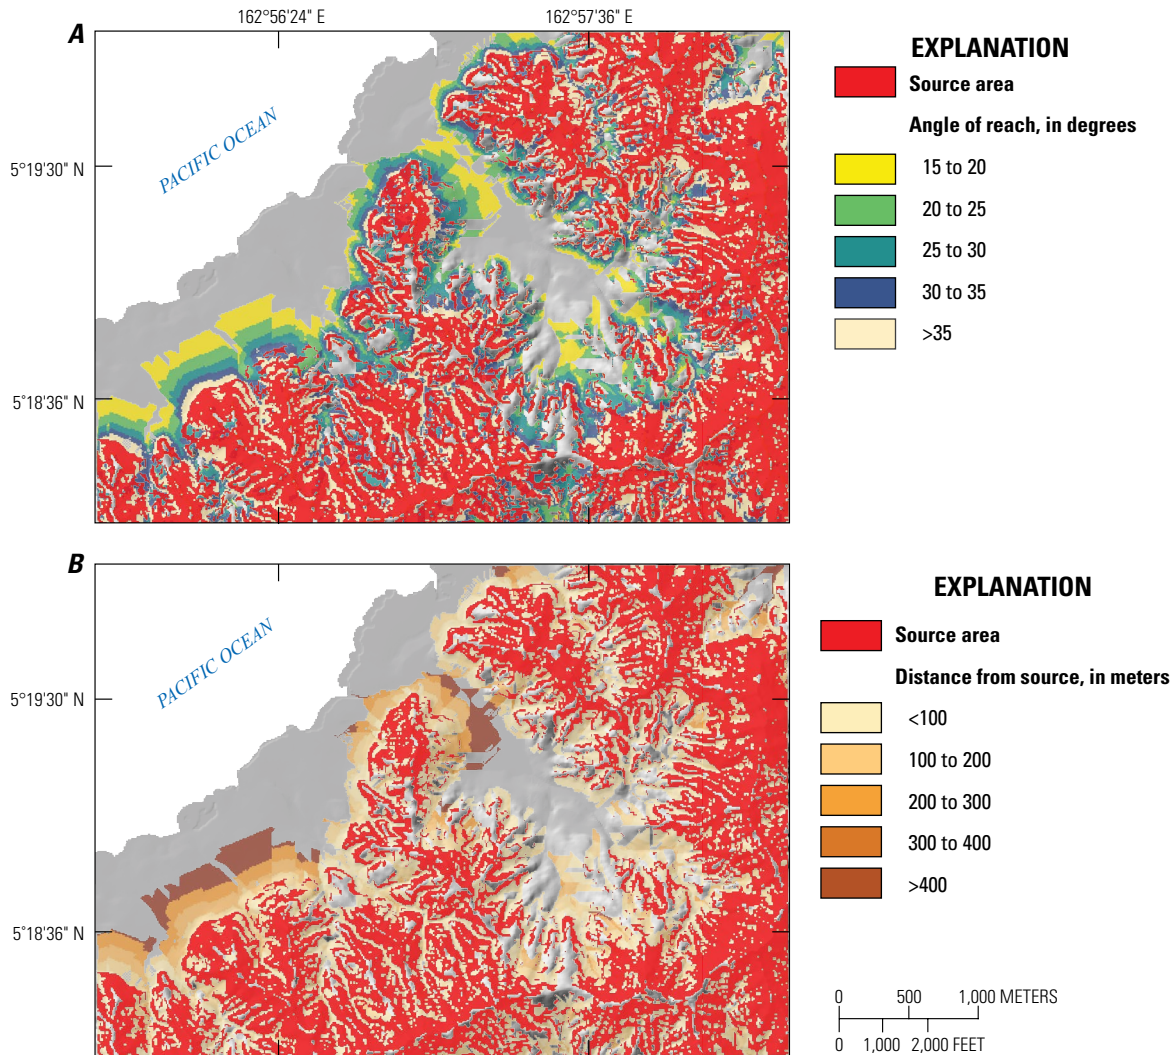 162°56'24" E
162°57'36" E
A
PACIFIC OCEAN
5°19'30" N
5°18'36" N
EXPLANATION
Source area
Angle of reach, in degrees
15 to 20
20 to 25
25 to 30
30 to 35
>35
B
PACIFIC OCEAN
5°19'30" N
5°18'36" N
EXPLANATION
Source area
Distance from source, in meters
<100
100 to 200
200 to 300
300 to 400
>400
0 500 1,000 METERS
0 1,000 2,000 FEET